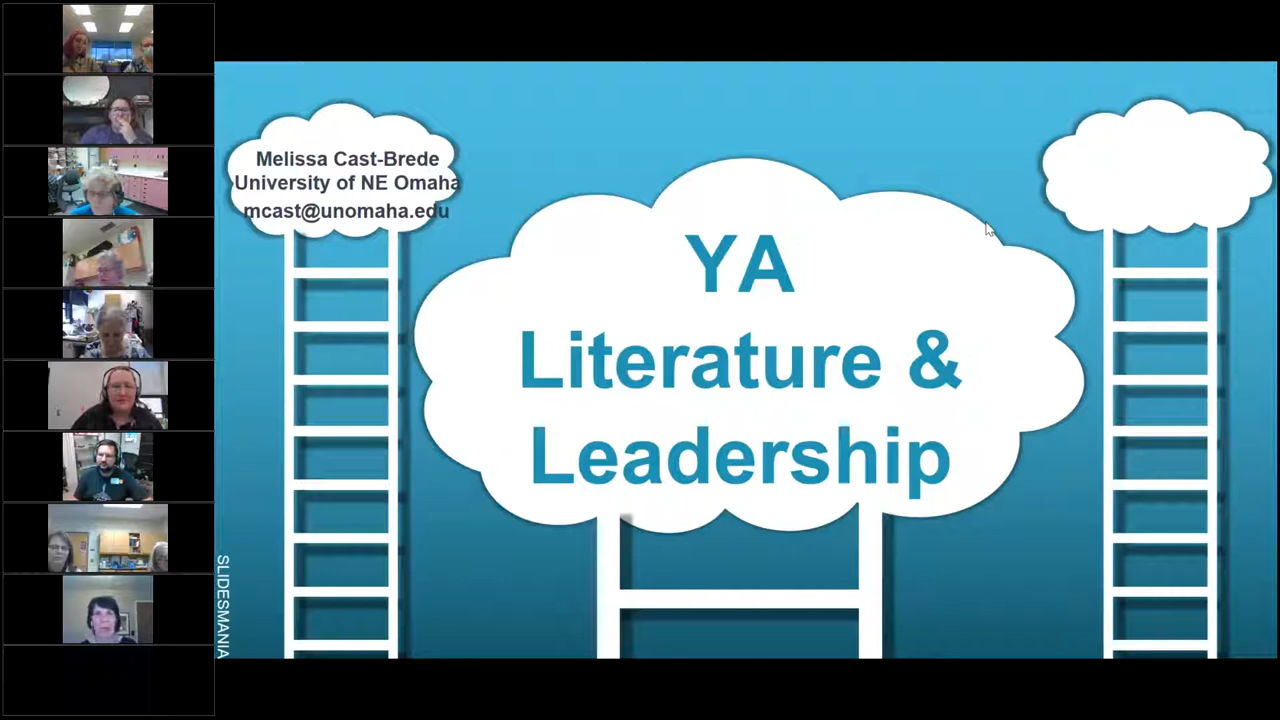 Melissa Cast-Brede
University of NE Omaha
mcast@unomaha.edu
YA
Literature &
Leadership
SLIDESMANIA